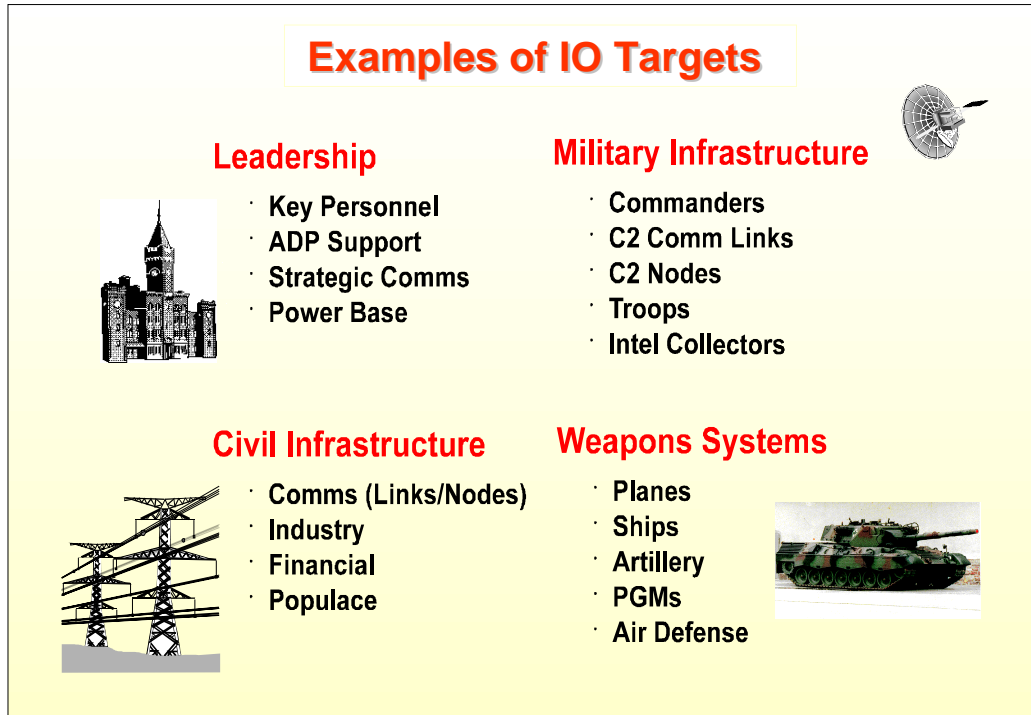 Examples of IO Targets
Leadership
· Key Personnel
· ADP Support
· Strategic Comms
· Power Base
Military Infrastructure
· Commanders
· C2 Comm Links
· C2 Nodes
· Troops
· Intel Collectors
Civil Infrastructure
· Comms (Links/Nodes)
· Industry
· Financial
· Populace
Weapons Systems
· Planes
· Ships
· Artillery
· PGMs
· Air Defense